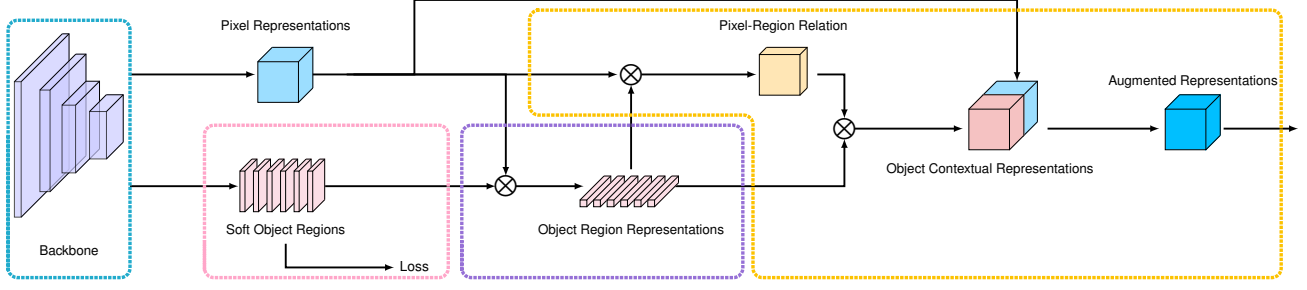 Pixel Representations
Pixel-Region Relation
Augmented Representations
Object Contextual Representations
Soft Object Regions
Object Region Representations
Backbone
Loss